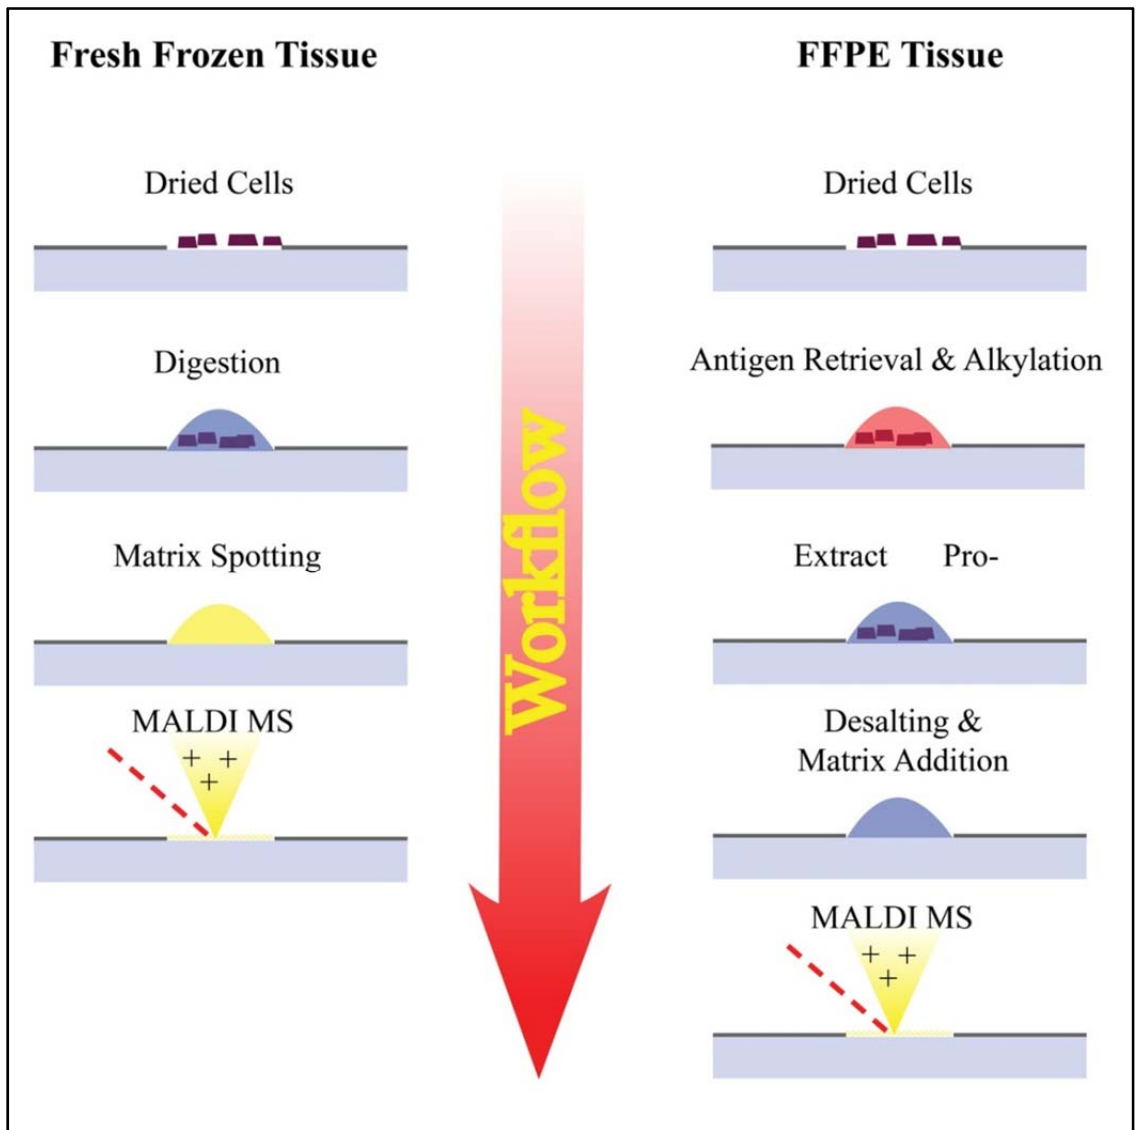 Fresh Frozen Tissue
Dried Cells
Digestion
Matrix Spotting
MALDI MS
+ +
+
Workflow
FFPE Tissue
Dried Cells
Antigen Retrieval & Alkylation
Extract Pro-
Desalting &
Matrix Addition
MALDI MS
+ +
+